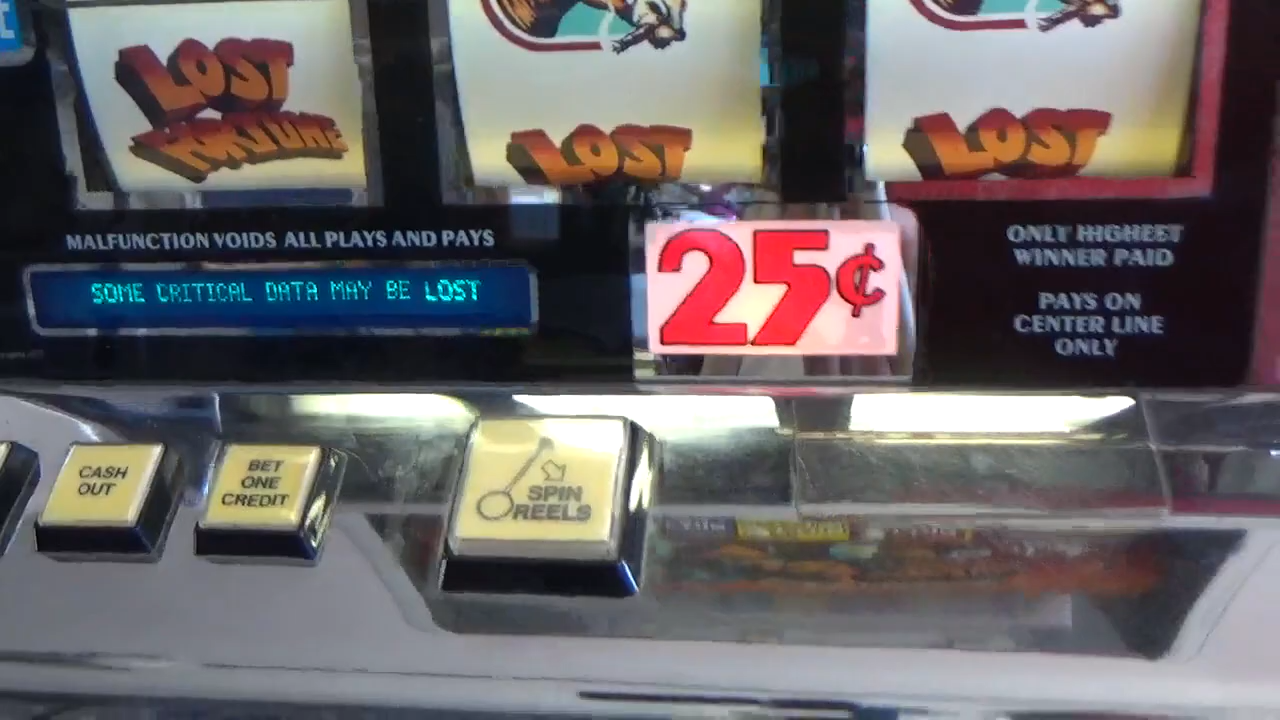 LOST
FORTUNE
LOST
LOST
MALFUNCTION VOIDS ALL PLAYS AND PAYS
SOME CRITICAL DATA MAY BE LOST
25¢
ONLY HIGHEST
WINNER PAID
PAYS ON
CENTER LINE
ONLY
CASH
OUT
BET
ONE
CREDIT
SPIN
REELS